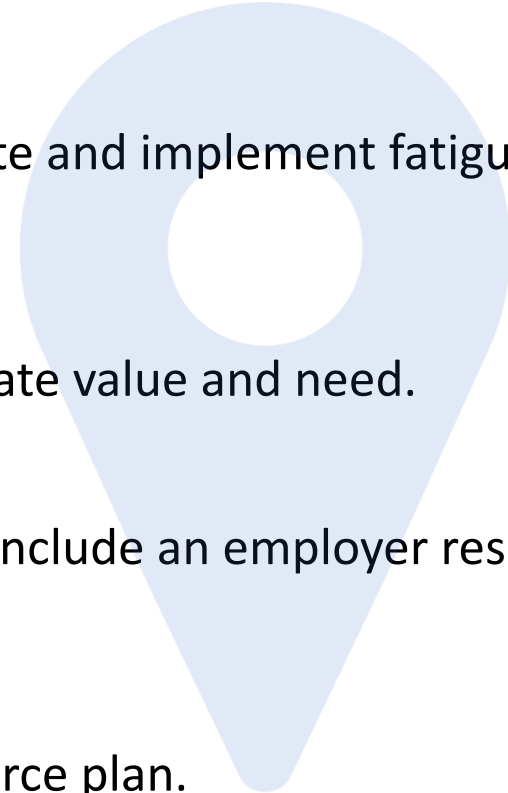 te and implement fatigu
ate value and need.
nclude an employer res
rce plan.